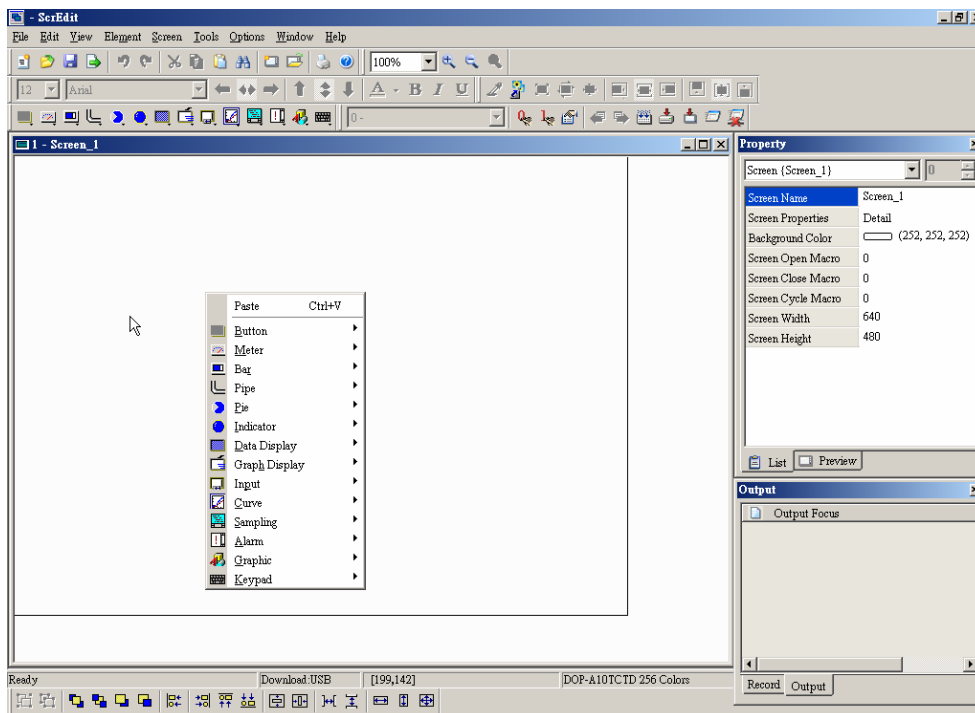 - ScrEdit
File Edit View Element Screen Tools Options Window Help
100%
12 Arial
0 -
1 - Screen_1
Paste Ctrl+V
Button
Meter
Bar
Pipe
Pie
Indicator
Data Display
Graph Display
Input
Curve
Sampling
Alarm
Graphic
Keypad
Property
Screen {Screen_1} 0
Screen Name Screen_1
Screen Properties Detail
Background Color (252, 252, 252)
Screen Open Macro 0
Screen Close Macro 0
Screen Cycle Macro 0
Screen Width 640
Screen Height 480
List Preview
Output
Output Focus
Record Output
Ready Download:USB [199,142] DOP-A10TCTD 256 Colors